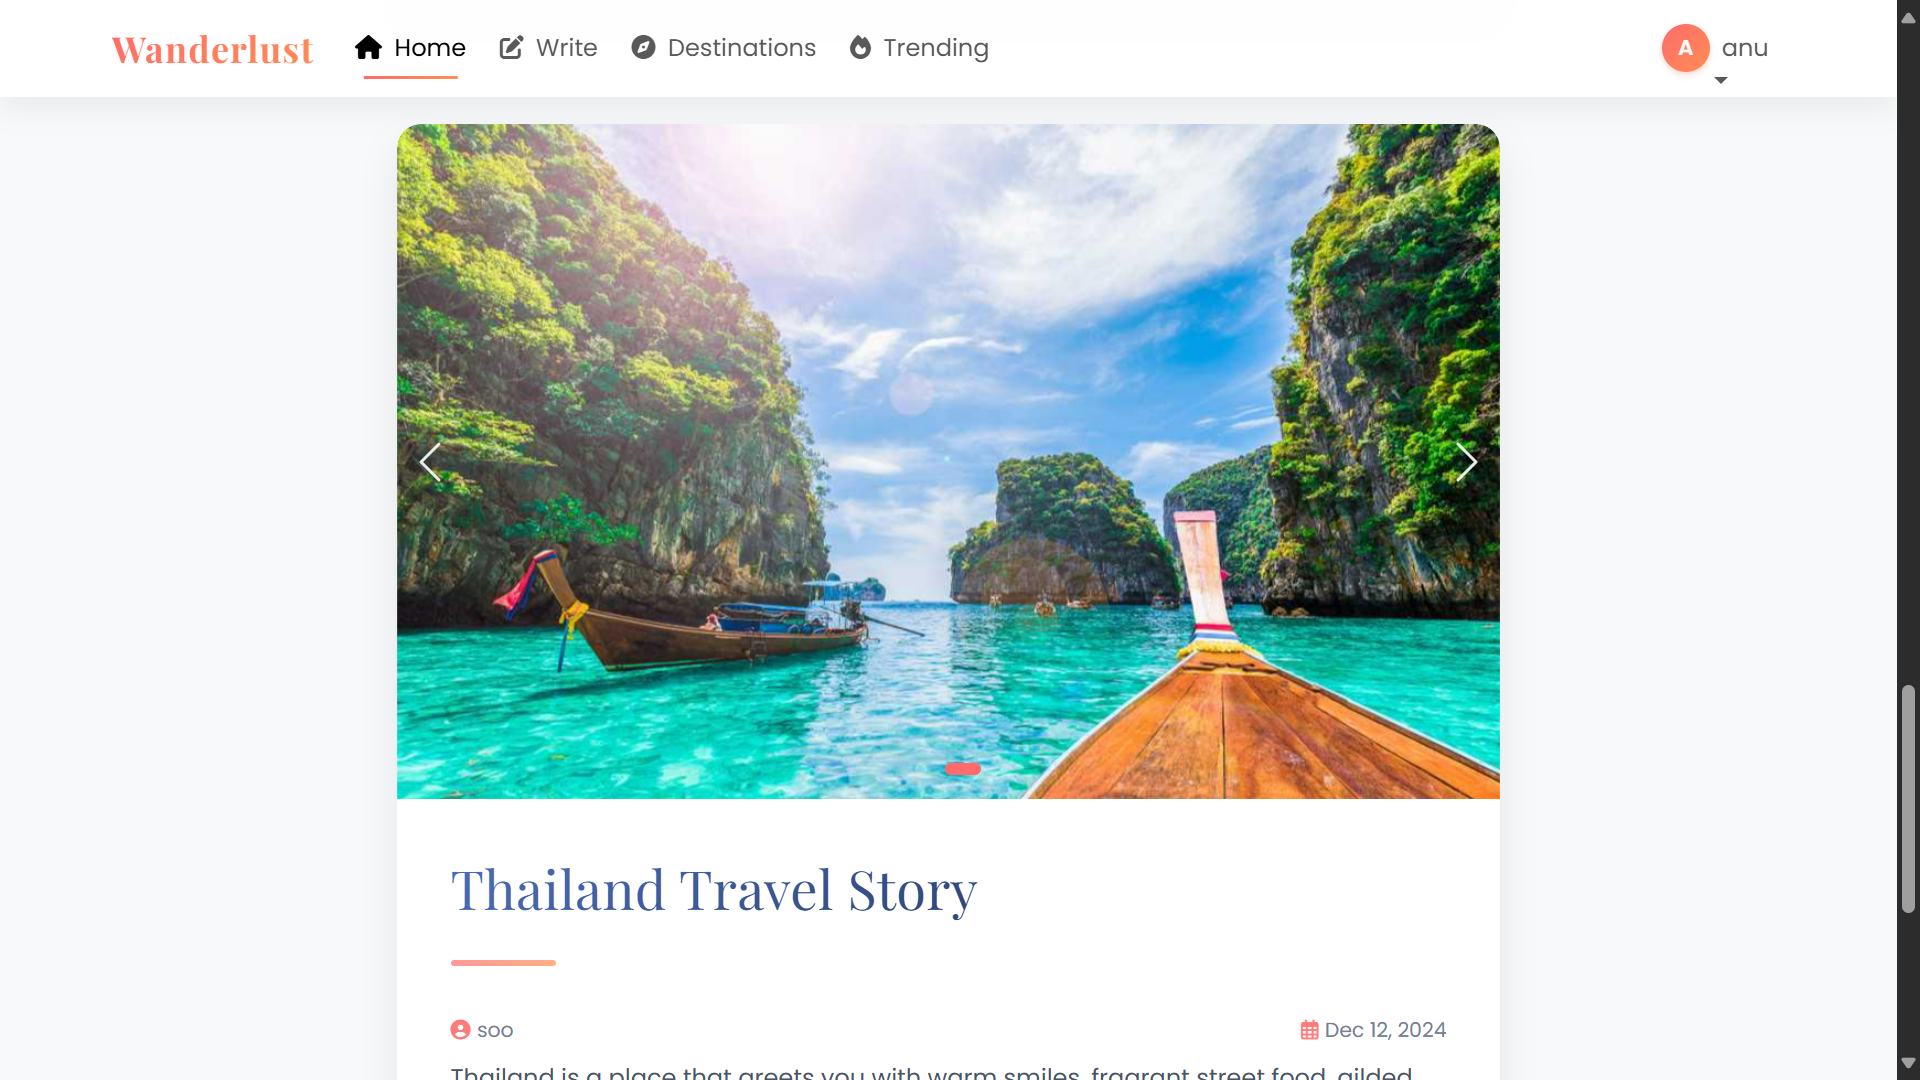 Wanderlust Home Write Destinations Trending A anu
Thailand Travel Story
soo Dec 12, 2024
Thailand is a place that greets you with warm smiles, fragrant street food, gilded